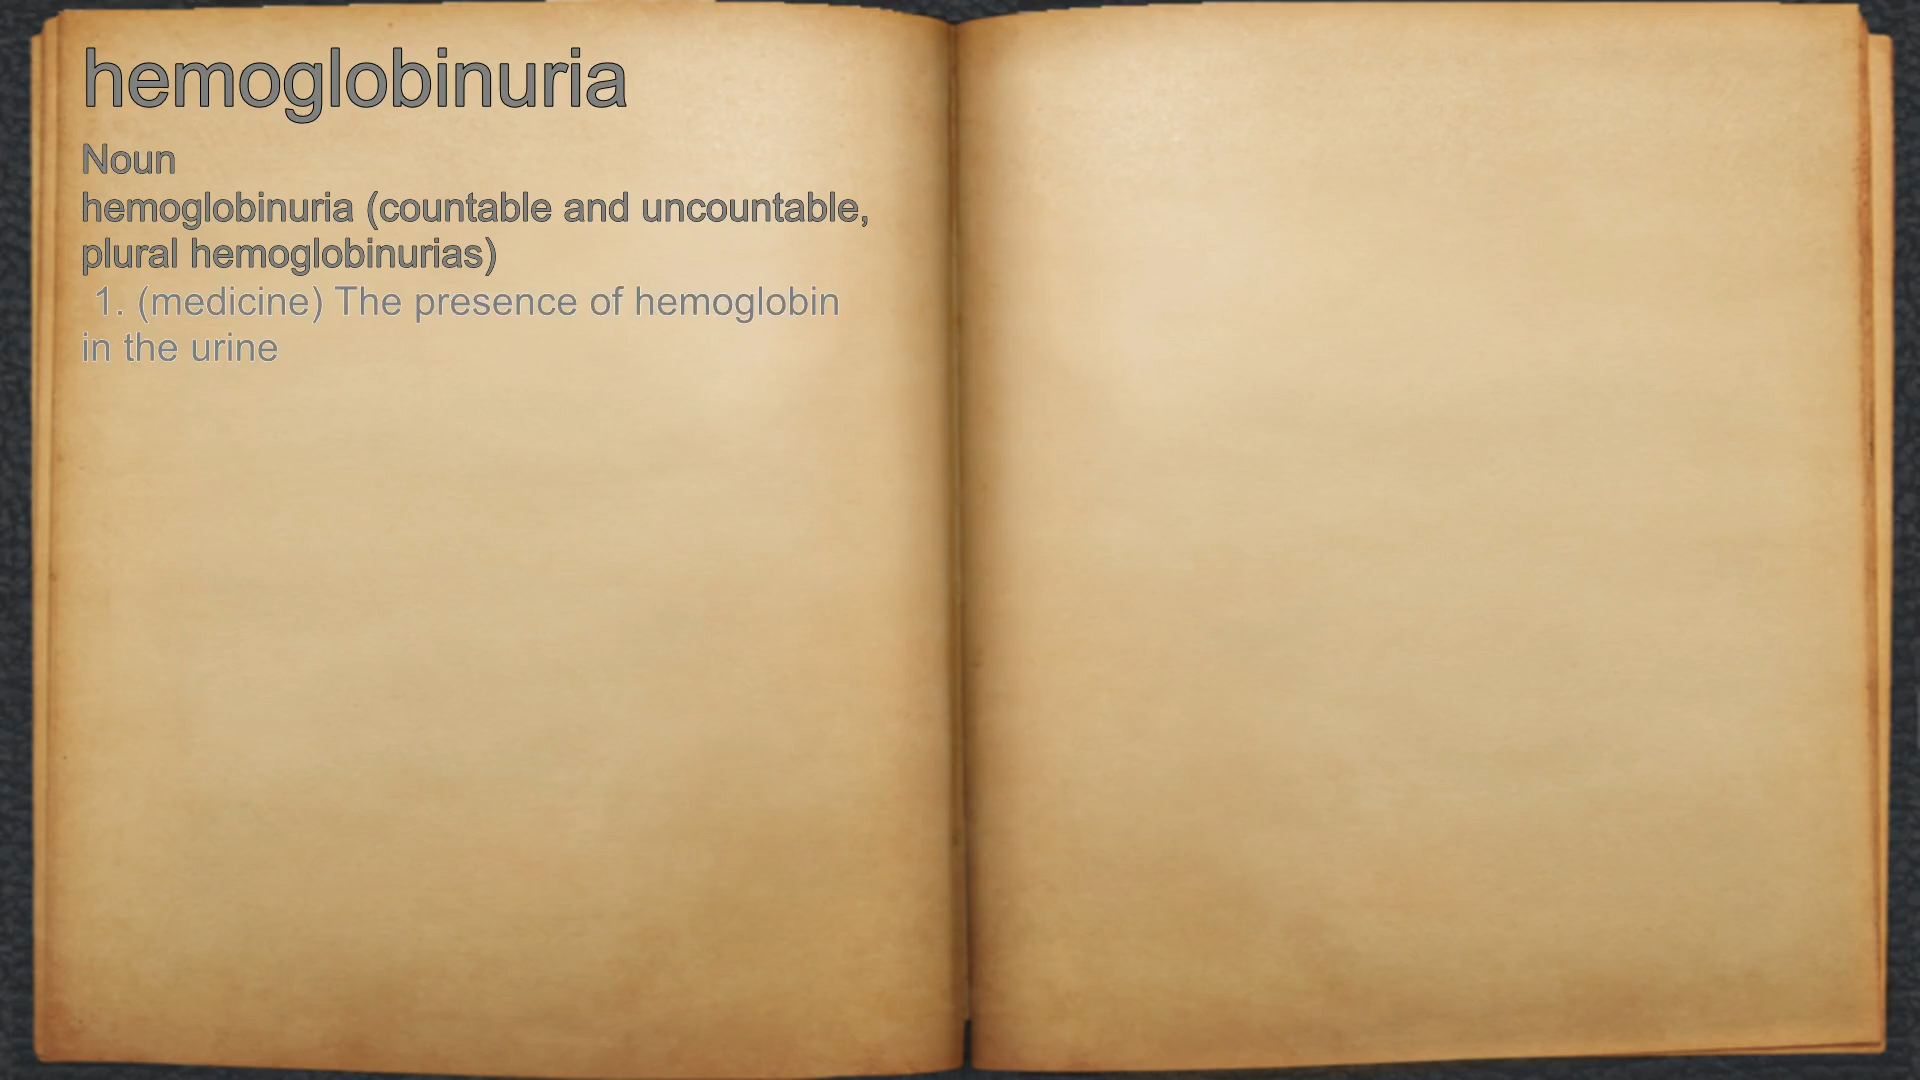 hemoglobinuria
Noun
hemoglobinuria (countable and uncountable,
plural hemoglobinurias)
1. (medicine) The presence of hemoglobin
in the urine